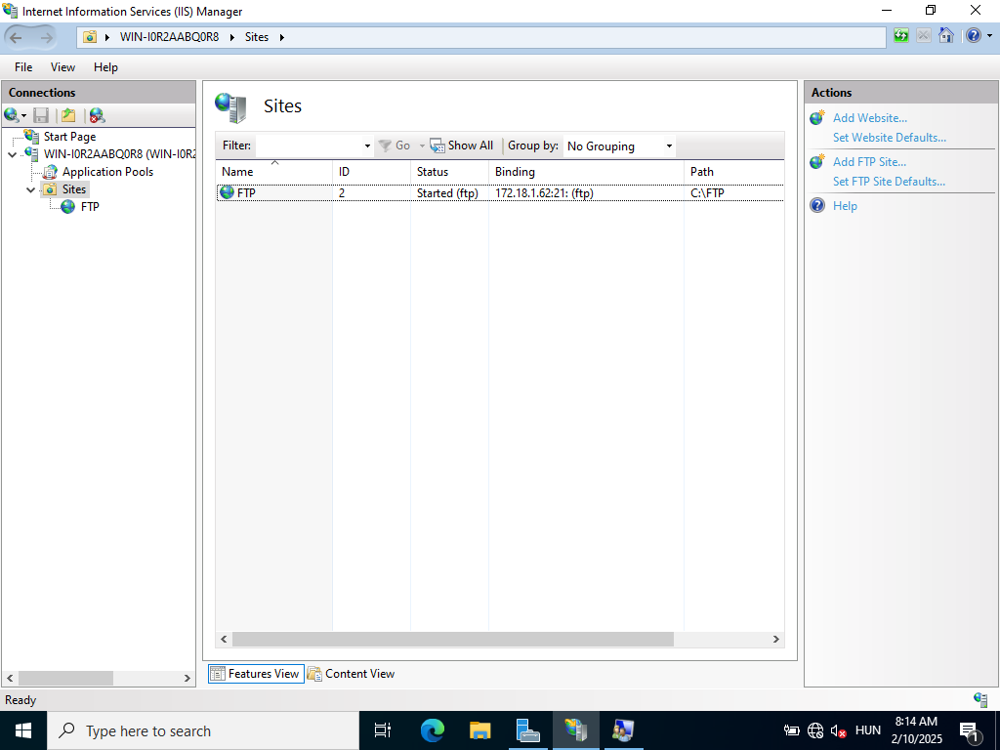 Internet Information Services (IIS) Manager
WIN-I0R2AABQ0R8 Sites
File View Help
Connections
Start Page
WIN-I0R2AABQ0R8 (WIN-I0R2
Application Pools
Sites
FTP
Sites
Filter: Go Show All Group by: No Grouping
Name ID Status Binding Path
FTP 2 Started (ftp) 172.18.1.62:21: (ftp) C:\FTP
Features View Content View
Actions
Add Website...
Set Website Defaults...
Add FTP Site...
Set FTP Site Defaults...
Help
Ready
Type here to search
HUN
8:14 AM
2/10/2025
1